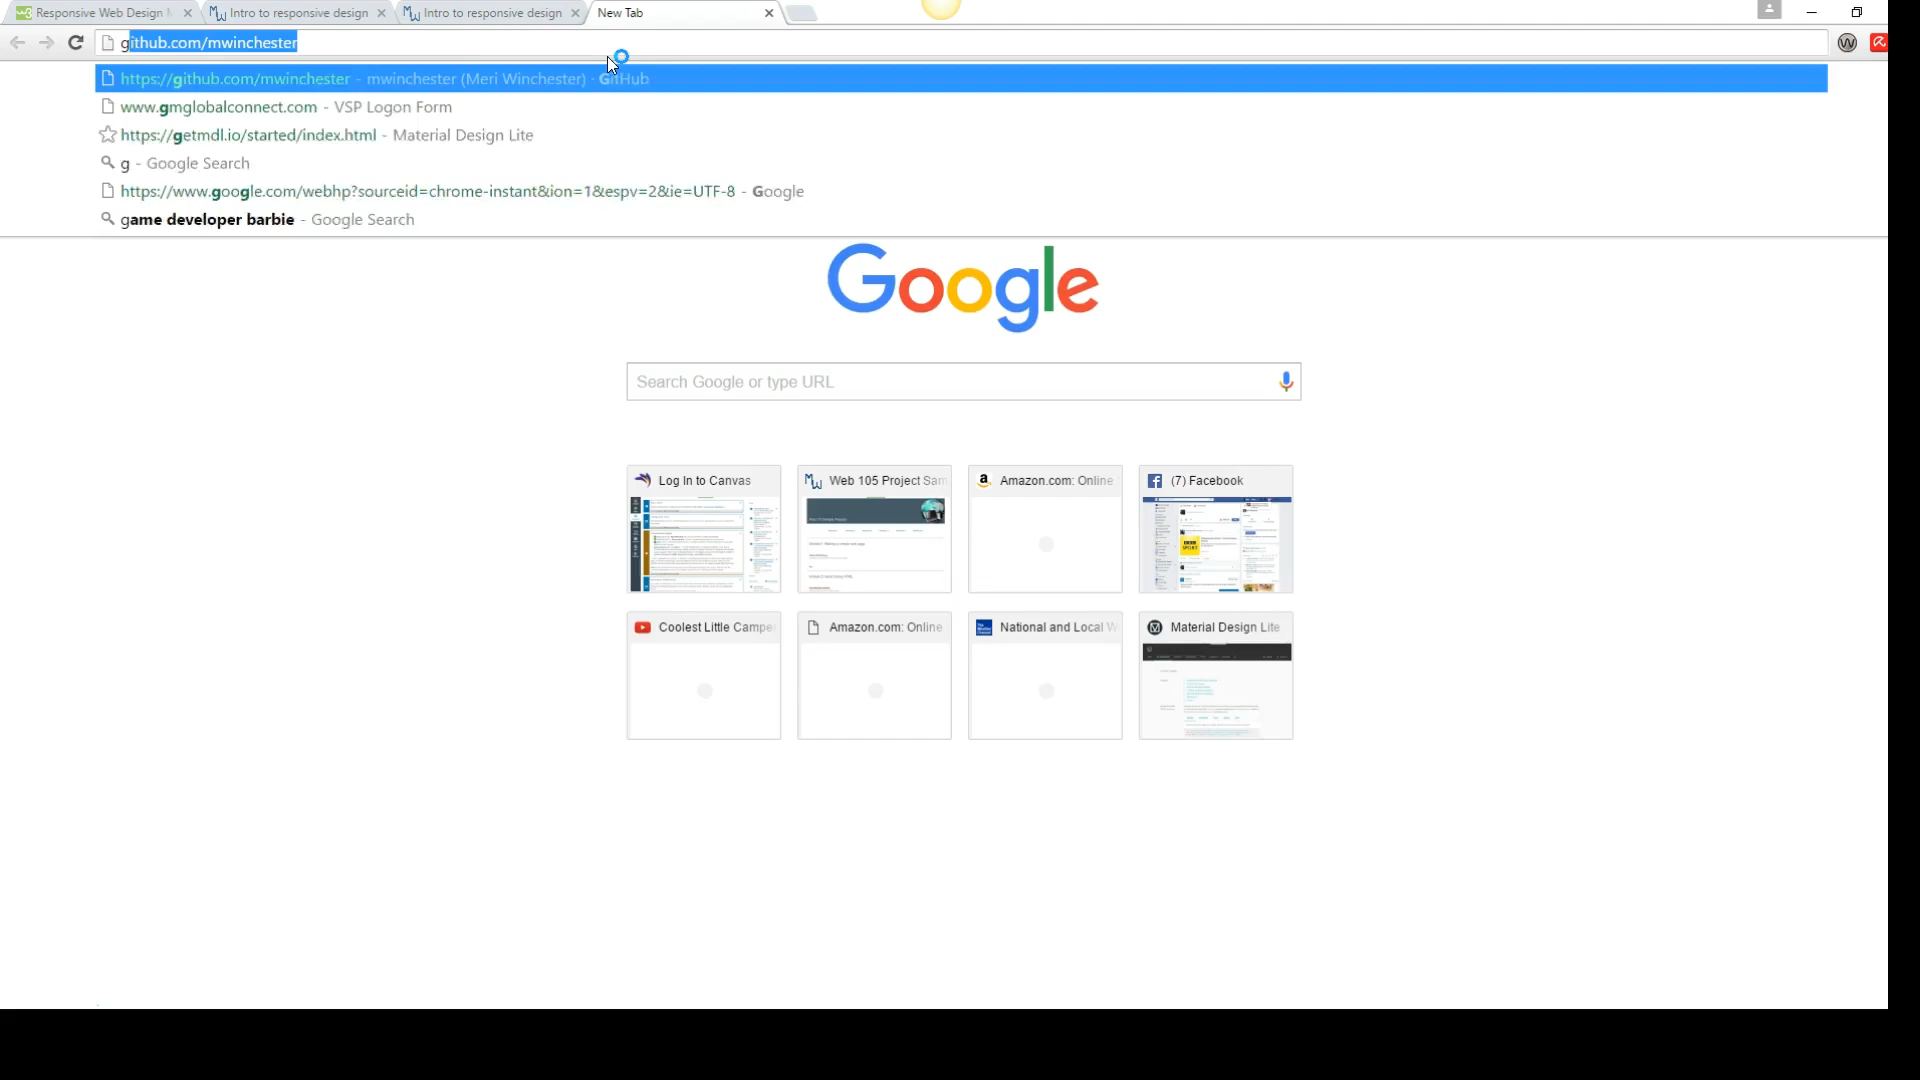 Responsive Web Design
Intro to responsive design
Intro to responsive design
New Tab
github.com/mwinchester
https://github.com/mwinchester - mwinchester (Meri Winchester) · GitHub
www.gmglobalconnect.com - VSP Logon Form
https://getmdl.io/started/index.html - Material Design Lite
g - Google Search
https://www.google.com/webhp?sourceid=chrome-instant&ion=1&espv=2&ie=UTF-8 - Google
game developer barbie - Google Search
Google
Search Google or type URL
Log In to Canvas
Web 105 Project Sam
Amazon.com: Online
(7) Facebook
Coolest Little Campe
Amazon.com: Online
National and Local W
Material Design Lite